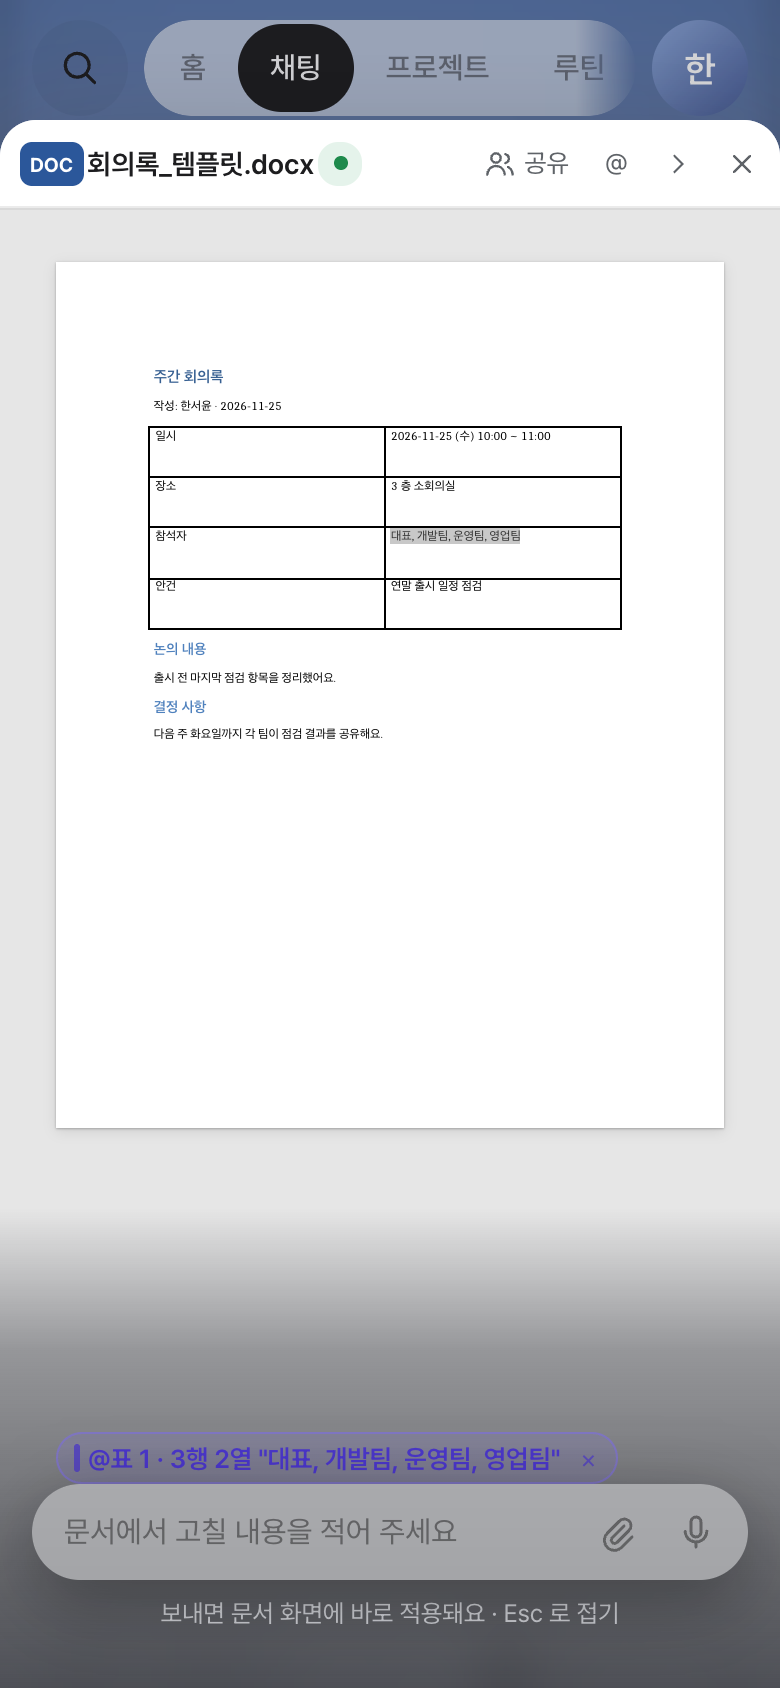 홈 채팅 프로젝트 루틴 한
DOC 회의록_템플릿.docx 공유 @
주간 회의록
작성: 한서윤 · 2026-11-25
일시 2026-11-25 (수) 10:00 ~ 11:00
장소 3 층 소회의실
참석자 대표, 개발팀, 운영팀, 영업팀
안건 연말 출시 일정 점검
논의 내용
출시 전 마지막 점검 항목을 정리했어요.
결정 사항
다음 주 화요일까지 각 팀이 점검 결과를 공유해요.
@표 1 · 3행 2열 "대표, 개발팀, 운영팀, 영업팀" ×
문서에서 고칠 내용을 적어 주세요
보내면 문서 화면에 바로 적용돼요 · Esc 로 접기